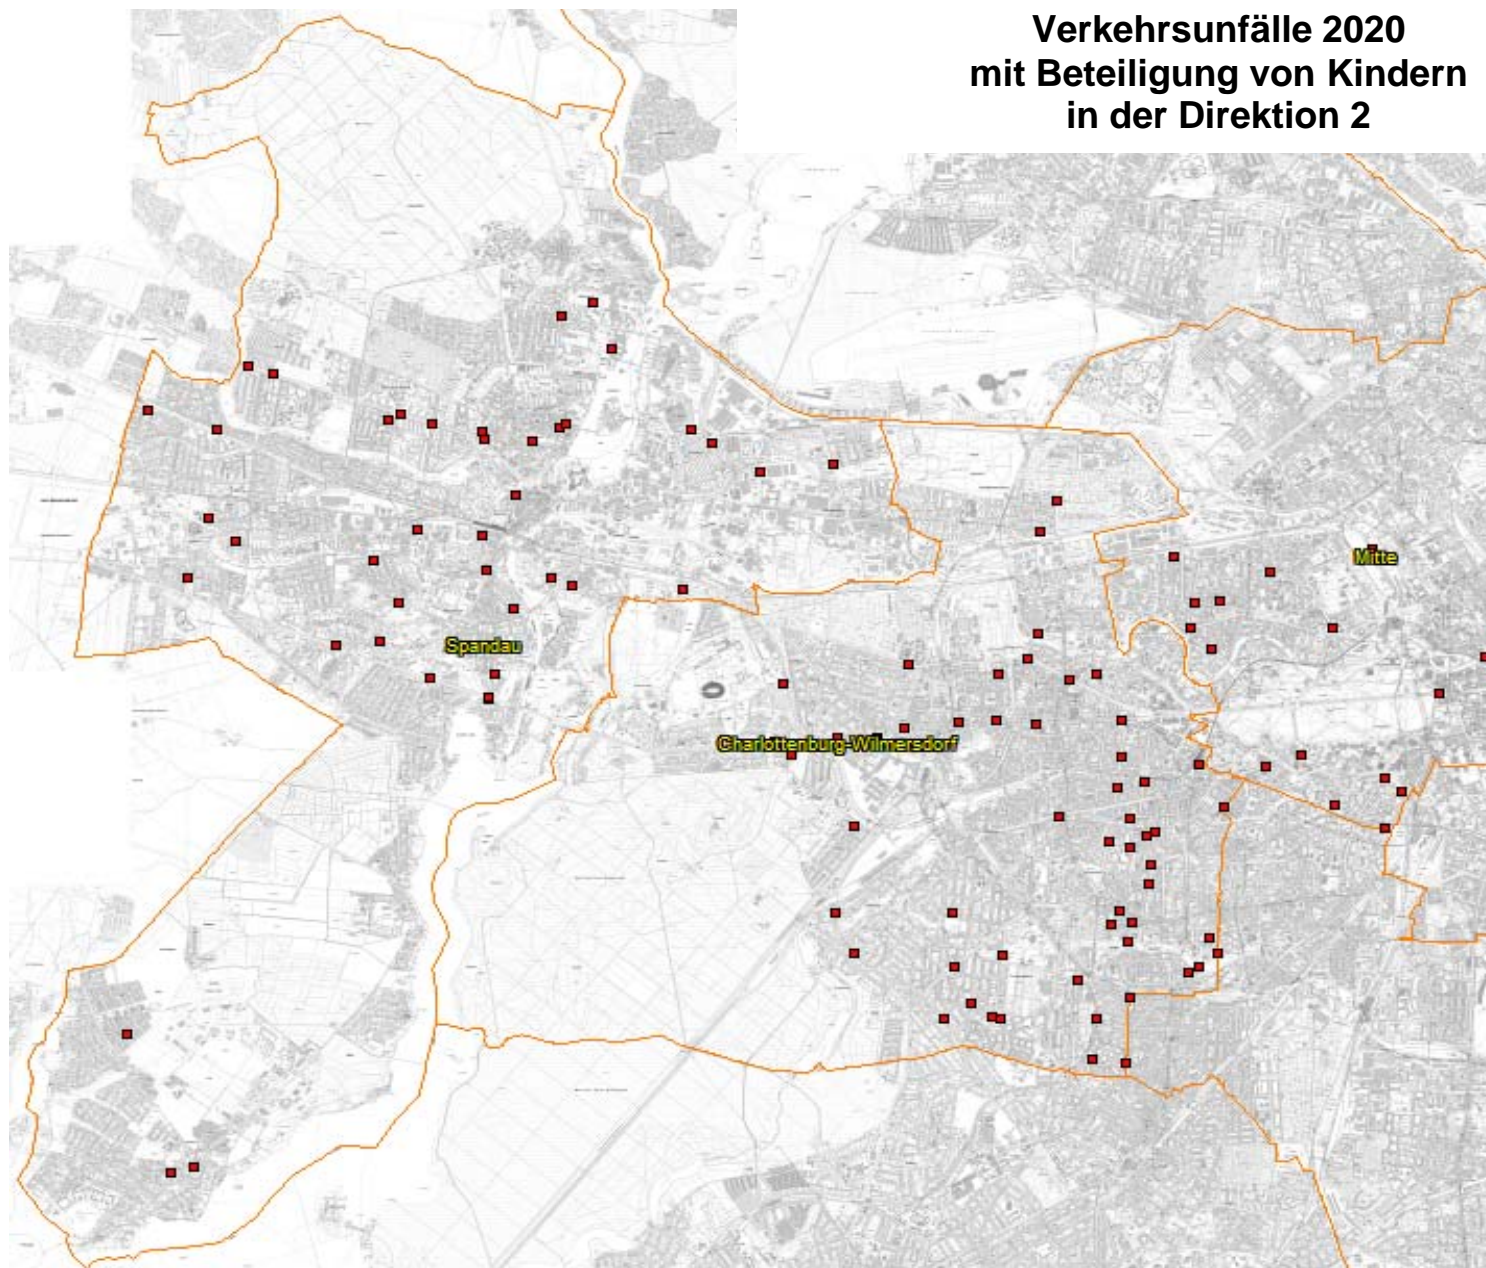 Verkehrsunfälle 2020
mit Beteiligung von Kindern
in der Direktion 2
Mitte
Spandau
Charlottenburg-Wilmersdorf